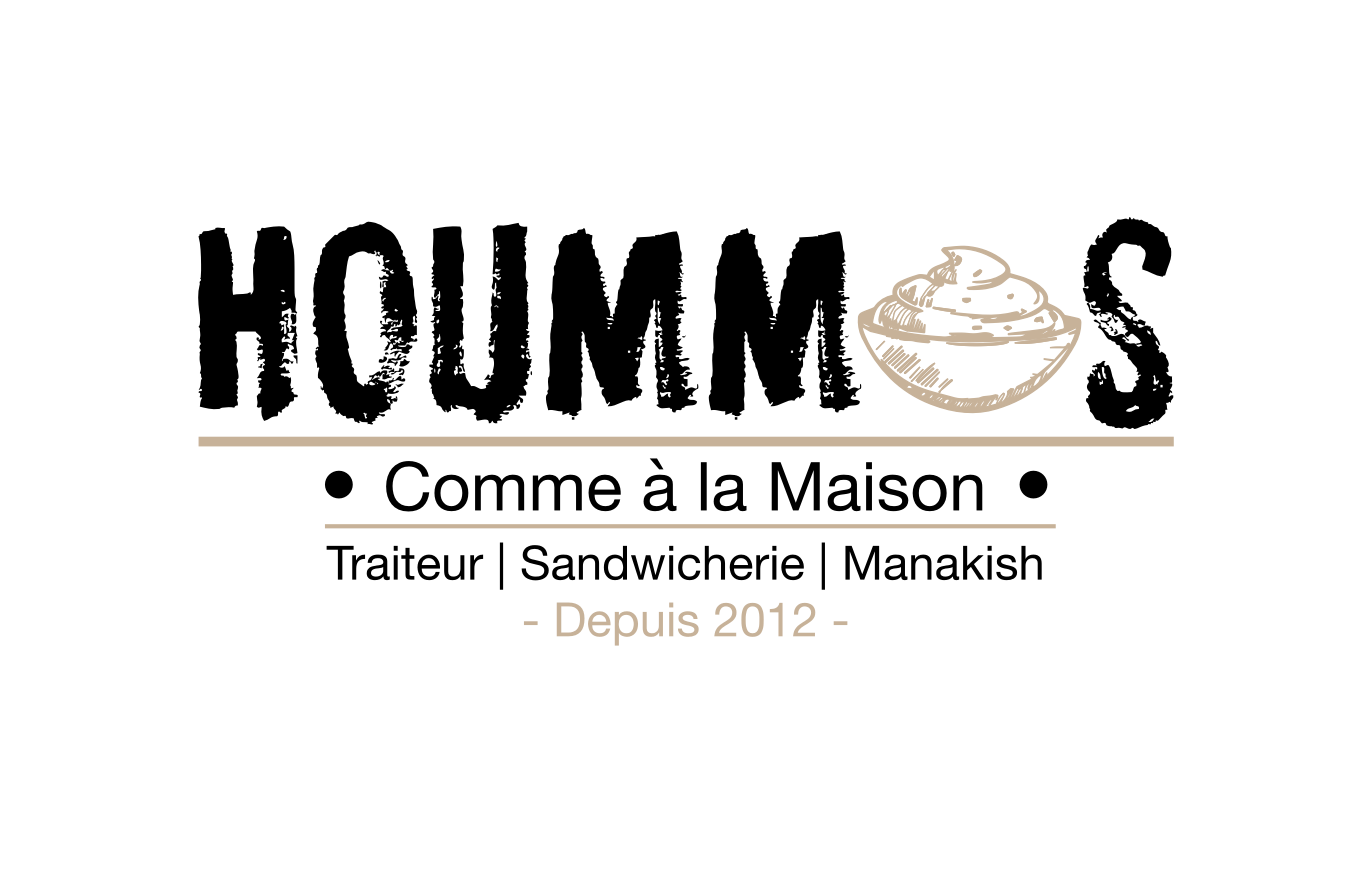 HOUMMOS
• Comme à la Maison •
Traiteur | Sandwicherie | Manakish
- Depuis 2012 -